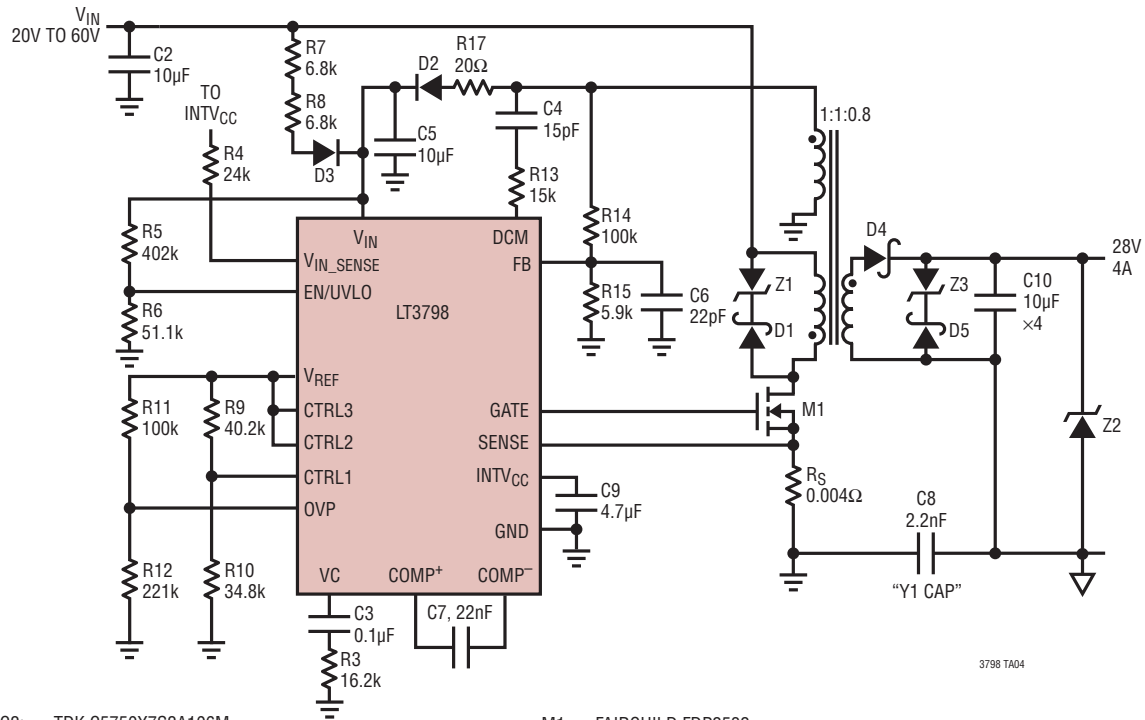 VIN
20V TO 60V
C2
10µF
R7
6.8k
R8
6.8k
D3
TO
INTVCC
R4
24k
D2
R17
20Ω
C5
10µF
C4
15pF
R13
15k
1:1:0.8
R5
402k
R6
51.1k
R14
100k
R15
5.9k
C6
22pF
Z1
D1
D4
Z3
D5
C10
10µF
×4
28V
4A
Z2
VIN
VIN_SENSE
EN/UVLO
DCM
FB
LT3798
VREF
CTRL3
CTRL2
CTRL1
OVP
GATE
SENSE
INTVCC
GND
VC
COMP+
COMP–
R11
100k
R9
40.2k
R12
221k
R10
34.8k
M1
RS
0.004Ω
C9
4.7µF
C8
2.2nF
"Y1 CAP"
C3
0.1µF
R3
16.2k
C7, 22nF
3798 TA04